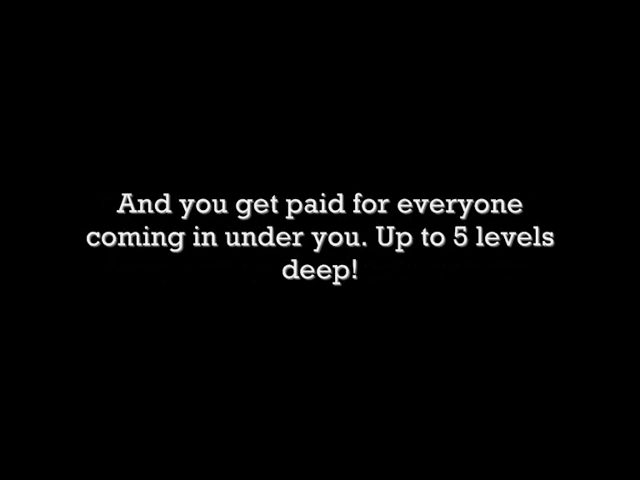 And you get paid for everyone
coming in under you. Up to 5 levels
deep!